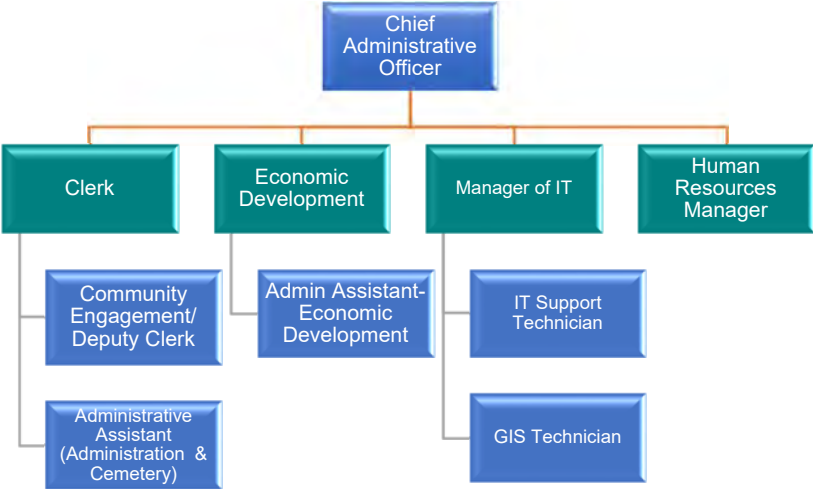 Chief
Administrative
Officer
Clerk
Economic
Development
Manager of IT
Human
Resources
Manager
Community
Engagement/
Deputy Clerk
Admin Assistant-
Economic
Development
IT Support
Technician
Administrative
Assistant
(Administration & 
Cemetery)
GIS Technician